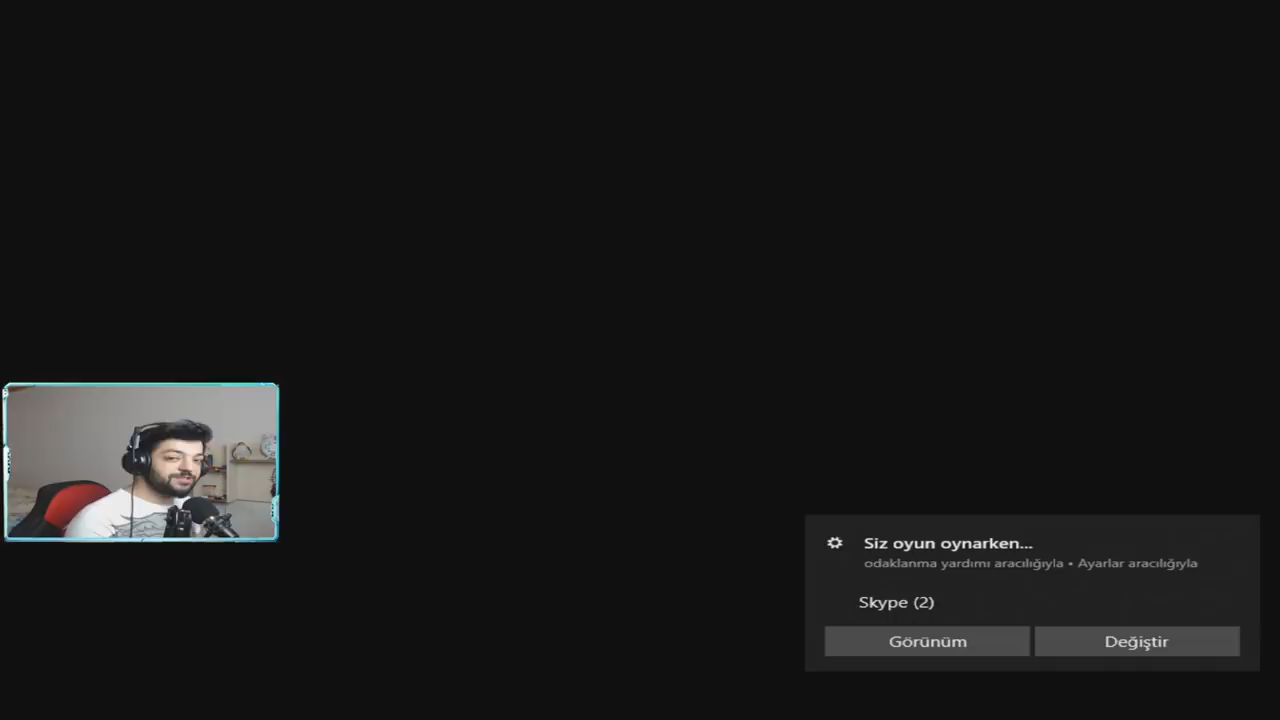 Siz oyun oynarken...
odaklanma yardımı aracılığıyla • Ayarlar aracılığıyla
Skype (2)
Görünüm
Değiştir